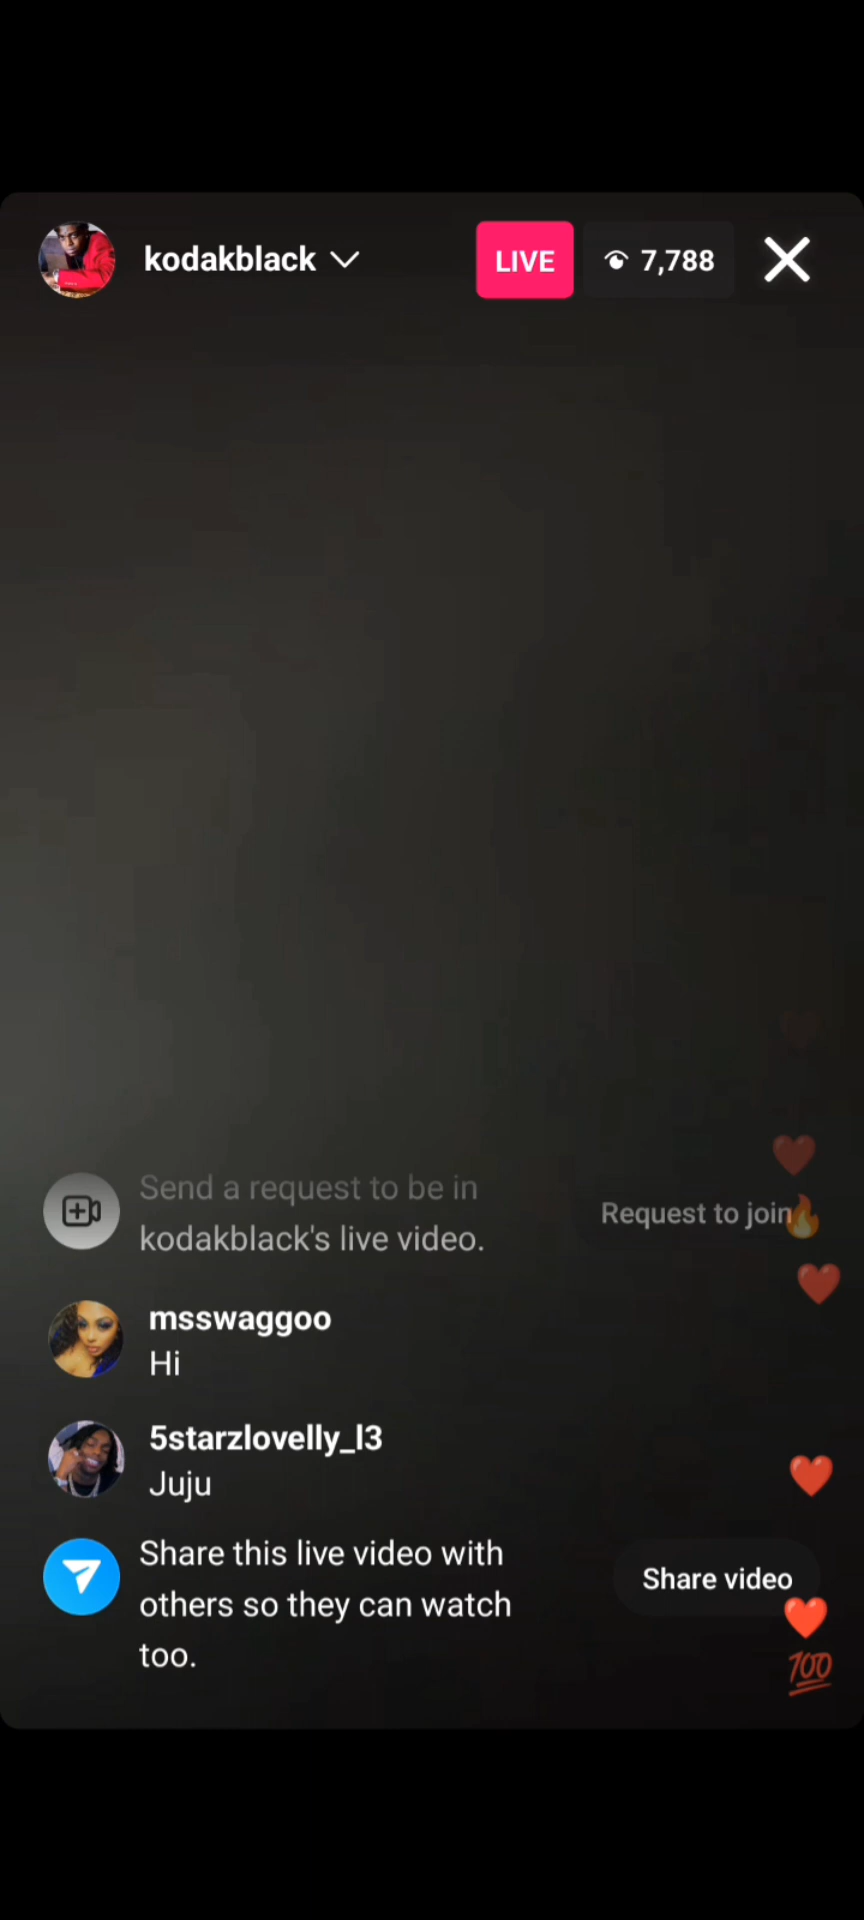 kodakblack
LIVE
7,788
Send a request to be in
kodakblack's live video.
Request to join
msswaggoo
Hi
5starzlovelly_l3
Juju
Share this live video with
others so they can watch
too.
Share video
💯